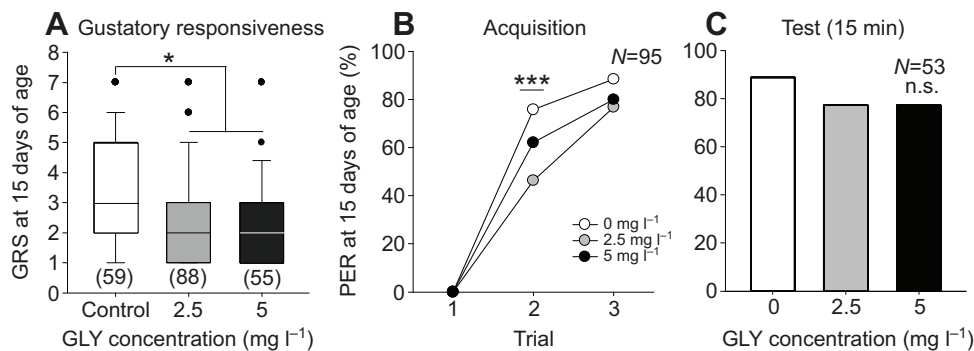 A Gustatory responsiveness
GRS at 15 days of age
8
7
6
5
4
3
2
1
*
(59) (88) (55)
Control 2.5 5
GLY concentration (mg l⁻¹)
B Acquisition
PER at 15 days of age (%)
100
80
60
40
20
0
N=95
***
0 mg l⁻¹
2.5 mg l⁻¹
5 mg l⁻¹
1 2 3
Trial
C Test (15 min)
100
80
60
40
20
0
N=53
n.s.
0 2.5 5
GLY concentration (mg l⁻¹)